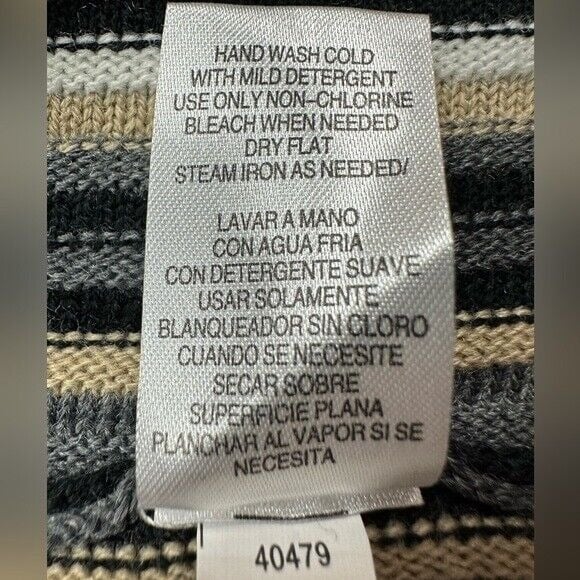 HAND WASH COLD
WITH MILD DETERGENT
USE ONLY NON-CHLORINE
BLEACH WHEN NEEDED
DRY FLAT
STEAM IRON AS NEEDED/
LAVAR A MANO
CON AGUA FRIA
CON DETERGENTE SUAVE
USAR SOLAMENTE
BLANQUEADOR SIN CLORO
CUANDO SE NECESITE
SECAR SOBRE
SUPERFICIE PLANA
PLANCHAR AL VAPOR SI SE
NECESITA
40479